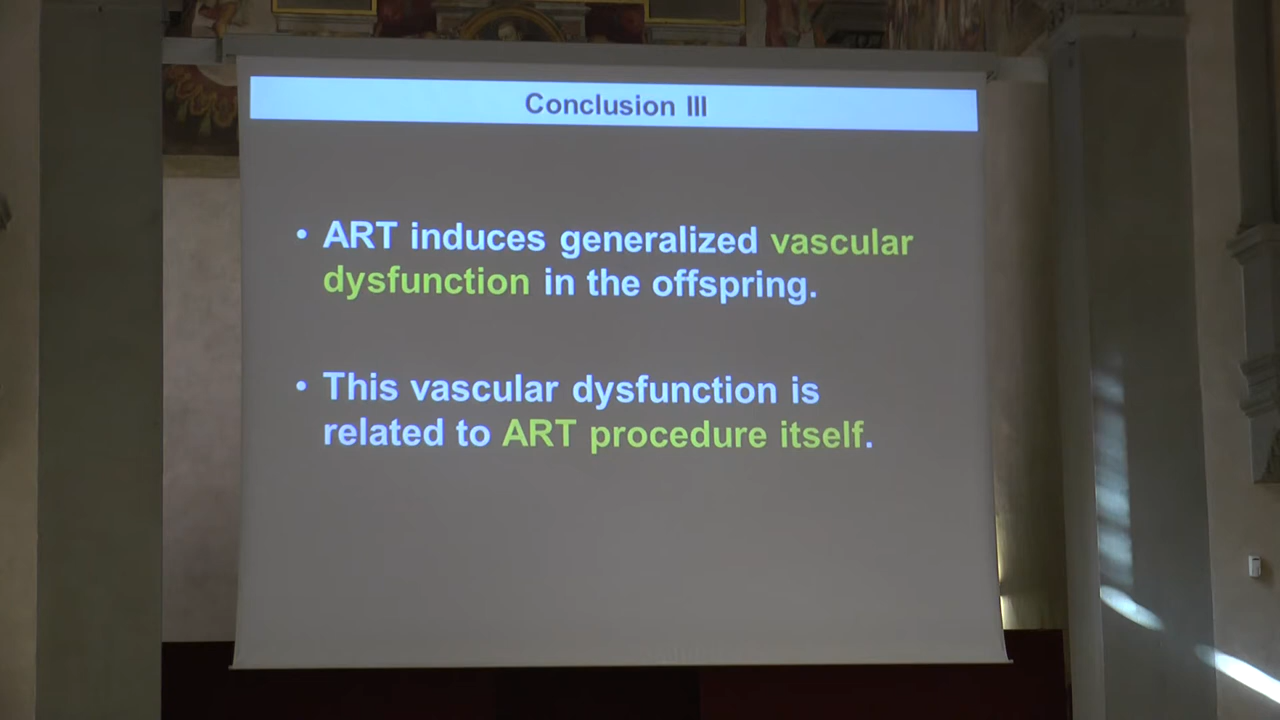 Conclusion III
• ART induces generalized vascular
dysfunction in the offspring.
• This vascular dysfunction is
related to ART procedure itself.